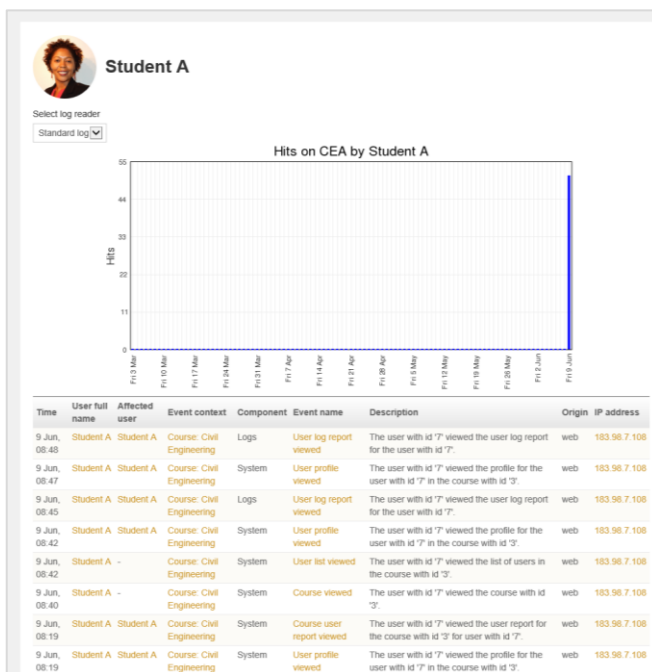 Student A
Select log reader
Standard log
Hits on CEA by Student A
55
44
33
22
11
0
Hits
Fri 3 Mar
Fri 10 Mar
Fri 17 Mar
Fri 24 Mar
Fri 31 Mar
Fri 7 Apr
Fri 14 Apr
Fri 21 Apr
Fri 28 Apr
Fri 5 May
Fri 12 May
Fri 19 May
Fri 26 May
Fri 2 Jun
Fri 9 Jun
Time User full name Affected user Event context Component Event name Description Origin IP address
9 Jun, 08:48 Student A Student A Course: Civil Engineering Logs User log report viewed The user with id '7' viewed the user log report for the user with id '7'. web 183.98.7.108
9 Jun, 08:47 Student A Student A Course: Civil Engineering System User profile viewed The user with id '7' viewed the profile for the user with id '7' in the course with id '3'. web 183.98.7.108
9 Jun, 08:45 Student A Student A Course: Civil Engineering Logs User log report viewed The user with id '7' viewed the user log report for the user with id '7'. web 183.98.7.108
9 Jun, 08:42 Student A Student A Course: Civil Engineering System User profile viewed The user with id '7' viewed the profile for the user with id '7' in the course with id '3'. web 183.98.7.108
9 Jun, 08:42 Student A - Course: Civil Engineering System User list viewed The user with id '7' viewed the list of users in the course with id '3'. web 183.98.7.108
9 Jun, 08:40 Student A - Course: Civil Engineering System Course viewed The user with id '7' viewed the course with id '3'. web 183.98.7.108
9 Jun, 08:19 Student A Student A Course: Civil Engineering System Course user report viewed The user with id '7' viewed the user report for the course with id '3' for user with id '7'. web 183.98.7.108
9 Jun, 08:19 Student A Student A Course: Civil Engineering System User profile viewed The user with id '7' viewed the profile for the user with id '7' in the course with id '3'. web 183.98.7.108